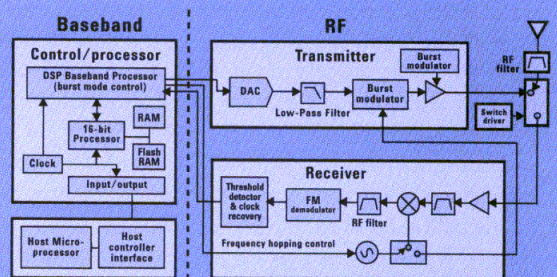 Baseband
RF
Control/processor
DSP Baseband Processor
(burst mode control)
RAM
16-bit
Processor
Flash
RAM
Clock
Input/output
Host Micro-
processor
Host
controller
interface
Transmitter
DAC
Low-Pass Filter
Burst
modulator
Burst
modulator
RF
filter
Switch
driver
Receiver
Threshold
detector
& clock
recovery
FM
demodulator
RF filter
Frequency hopping control